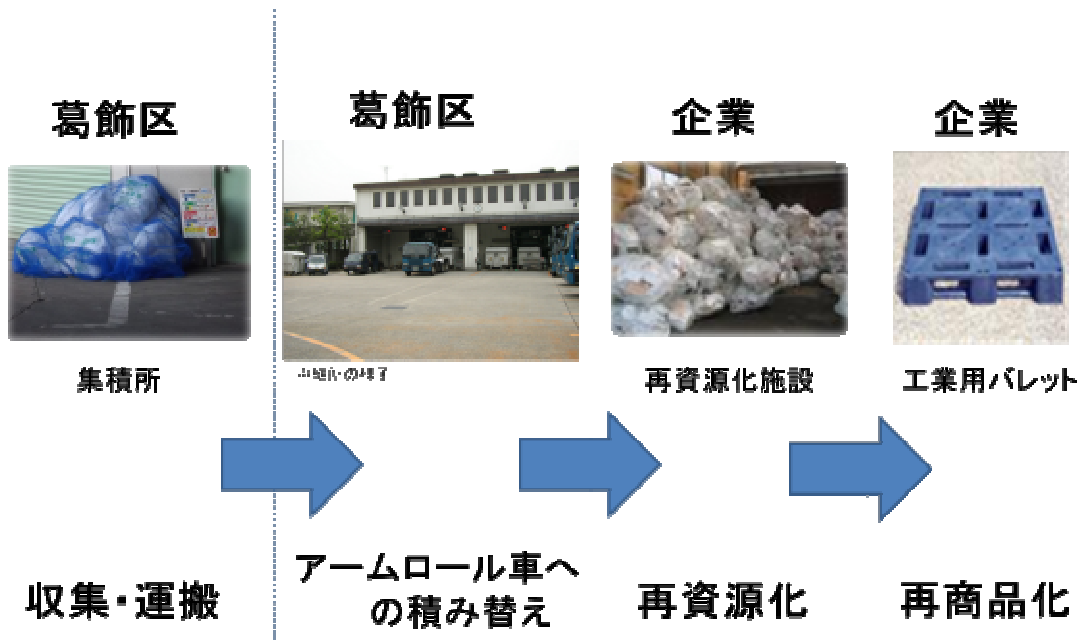 葛飾区
葛飾区
企業
企業
集積所
再資源化施設
工業用パレット
収集・運搬
アームロール車へ
の積み替え
再資源化
再商品化